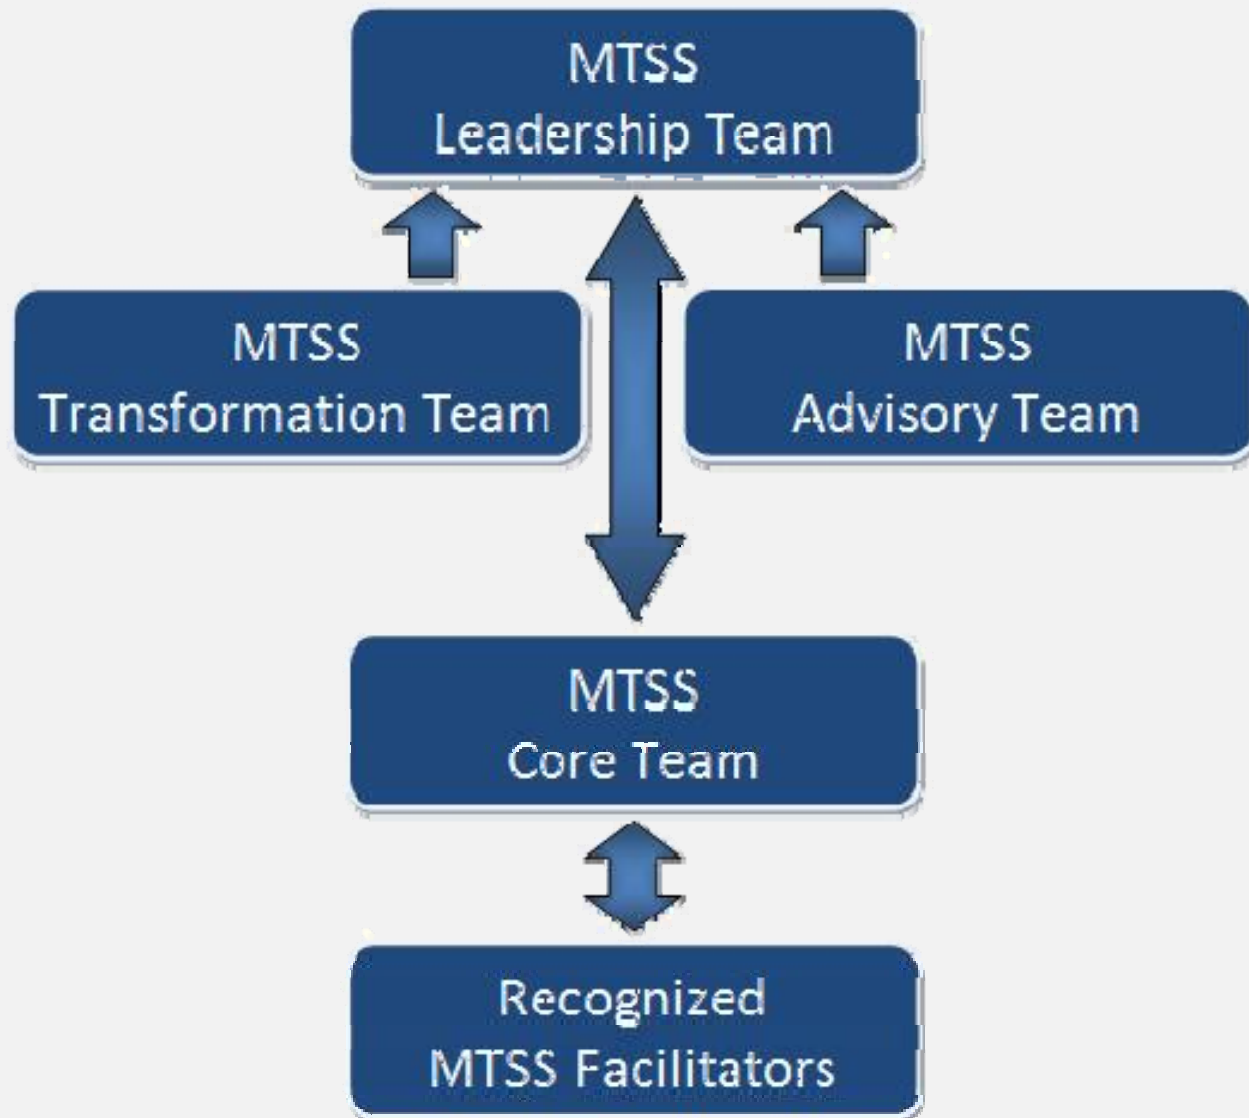 MTSS
Leadership Team
MTSS
Transformation Team
MTSS
Advisory Team
MTSS
Core Team
Recognized
MTSS Facilitators